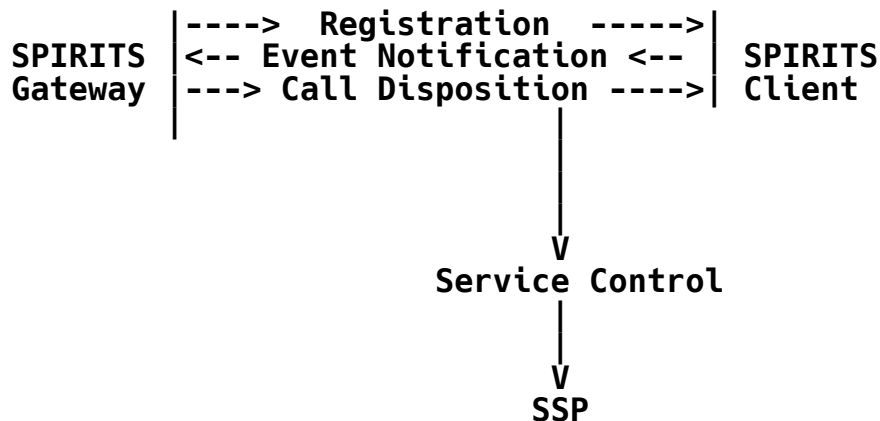 |----> Registration ----->|
SPIRITS |<-- Event Notification <-- | SPIRITS
Gateway |---> Call Disposition ---->| Client
V
Service Control
V
SSP